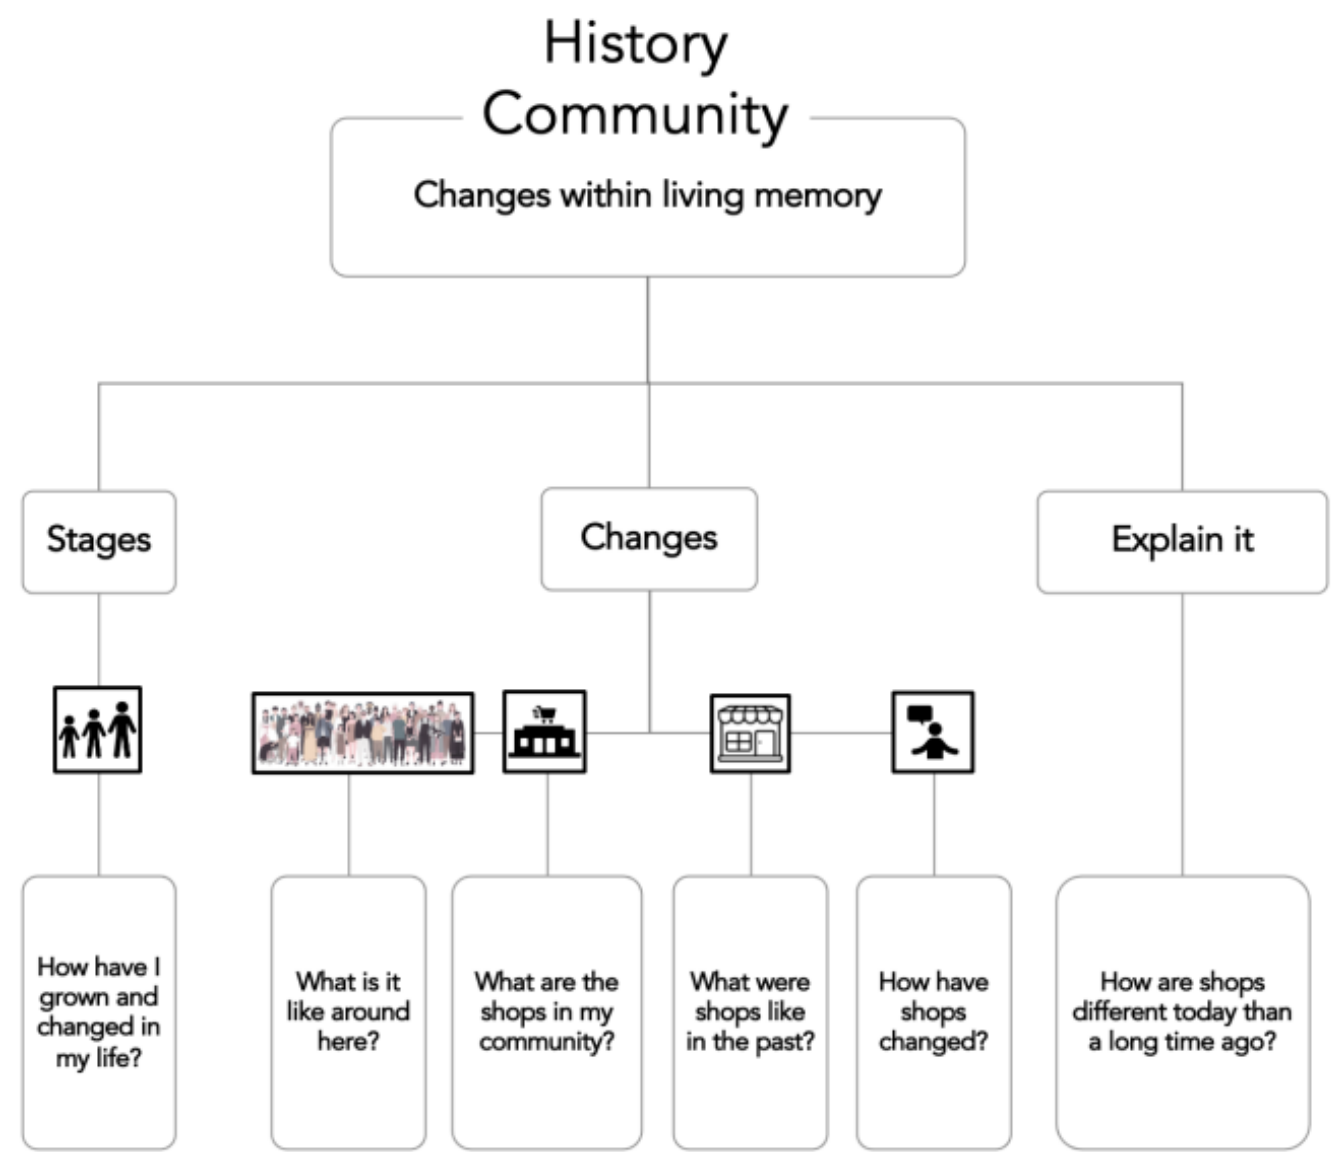 History
Community
Changes within living memory
Stages
Changes
Explain it
How have I
grown and
changed in
my life?
What is it
like around
here?
What are the
shops in my
community?
What were
shops like
in the past?
How have
shops
changed?
How are shops
different today than
a long time ago?